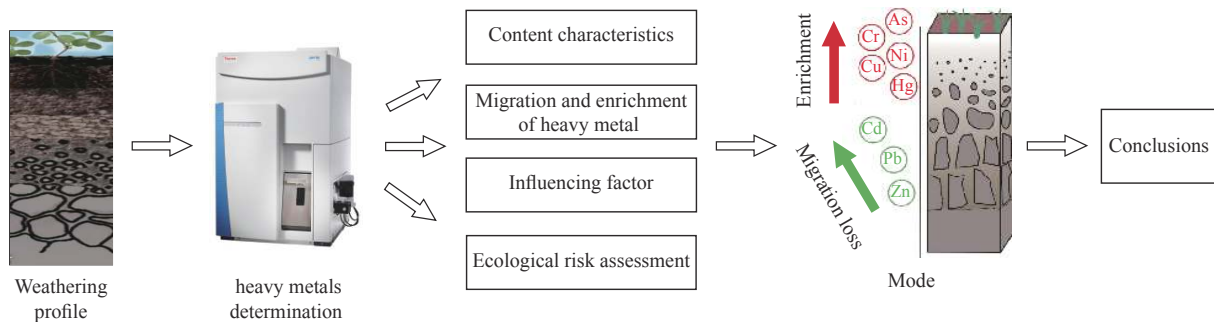 Weathering
profile
heavy metals
determination
Content characteristics
Migration and enrichment
of heavy metal
Influencing factor
Ecological risk assessment
Enrichment
As
Cr
Ni
Cu
Hg
Cd
Pb
Zn
Migration loss
Mode
Conclusions